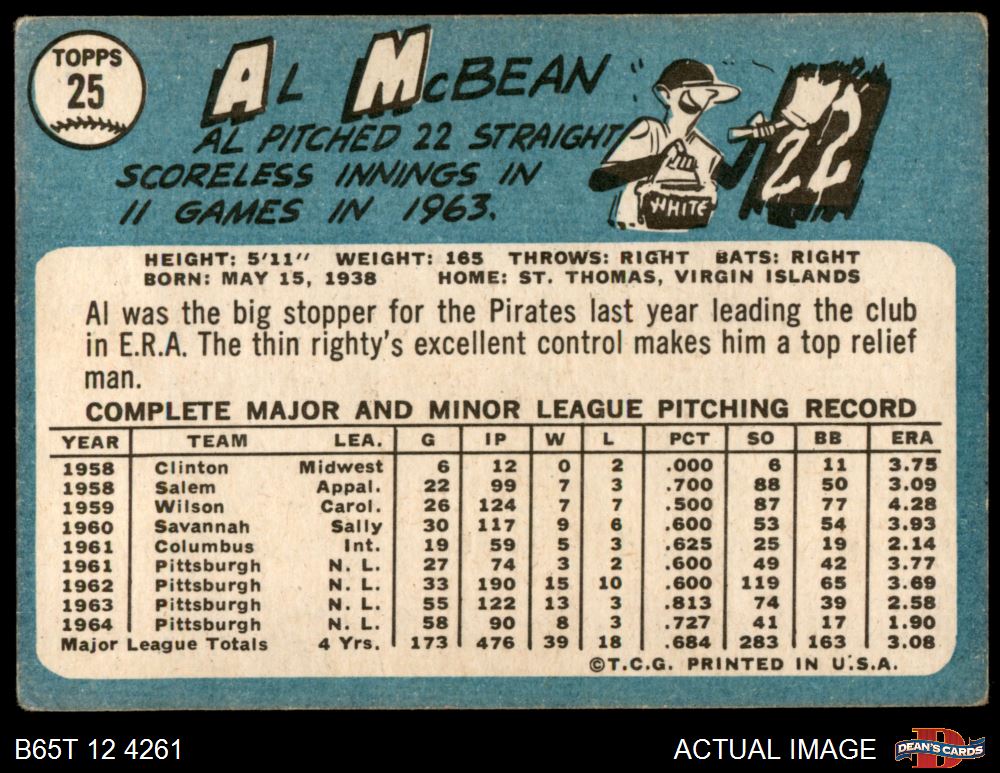 TOPPS
25
AL MCBEAN
AL PITCHED 22 STRAIGHT
SCORELESS INNINGS IN
11 GAMES IN 1963.
22
WHITE
HEIGHT: 5'11" WEIGHT: 165 THROWS: RIGHT BATS: RIGHT
BORN: MAY 15, 1938 HOME: ST. THOMAS, VIRGIN ISLANDS
Al was the big stopper for the Pirates last year leading the club
in E.R.A. The thin righty's excellent control makes him a top relief
man.
COMPLETE MAJOR AND MINOR LEAGUE PITCHING RECORD
YEAR TEAM LEA. G IP W L PCT SO BB ERA
1958 Clinton Midwest 6 12 0 2 .000 6 11 3.75
1958 Salem Appal. 22 99 7 3 .700 88 50 3.09
1959 Wilson Carol. 26 124 7 7 .500 87 77 4.28
1960 Savannah Sally 30 117 9 6 .600 53 54 3.93
1961 Columbus Int. 19 59 5 3 .625 25 19 2.14
1961 Pittsburgh N. L. 27 74 3 2 .600 49 42 3.77
1962 Pittsburgh N. L. 33 190 15 10 .600 119 65 3.69
1963 Pittsburgh N. L. 55 122 13 3 .813 74 39 2.58
1964 Pittsburgh N. L. 58 90 8 3 .727 41 17 1.90
Major League Totals 4 Yrs. 173 476 39 18 .684 283 163 3.08
©T.C.G. PRINTED IN U.S.A.
B65T 12 4261
ACTUAL IMAGE
D
DEAN'S CARDS